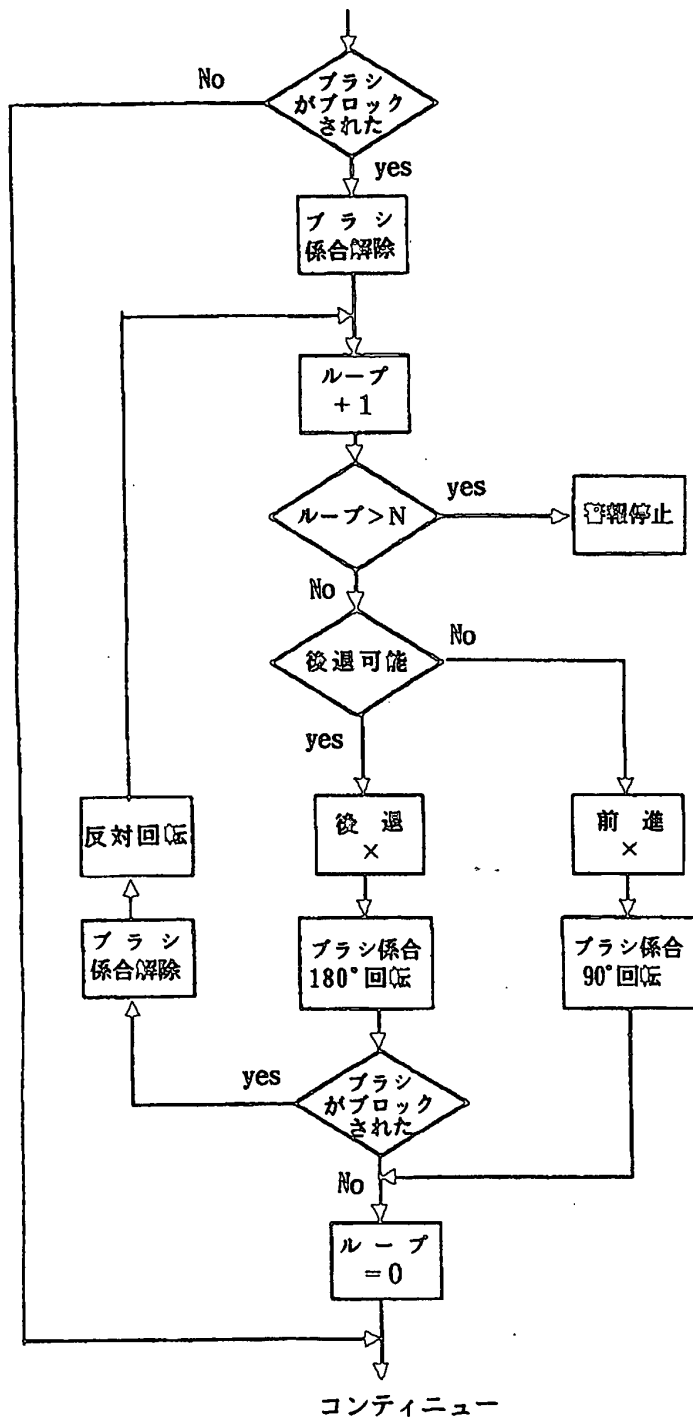 No
ブラシ
がブロック
された
yes
ブラシ
係合解除
ループ
+1
ループ>N
yes
警報停止
No
後退可能
No
yes
反対回転
後退
×
前進
×
ブラシ
係合解除
ブラシ係合
180°回転
ブラシ係合
90°回転
yes
ブラシ
がブロック
された
No
ループ
=0
コンティニュー